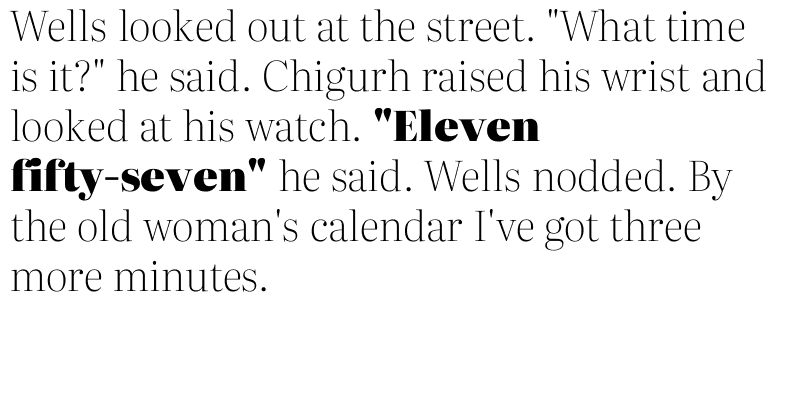 Wells looked out at the street. "What time
is it?" he said. Chigurh raised his wrist and
looked at his watch. "Eleven
fifty-seven" he said. Wells nodded. By
the old woman's calendar I've got three
more minutes.